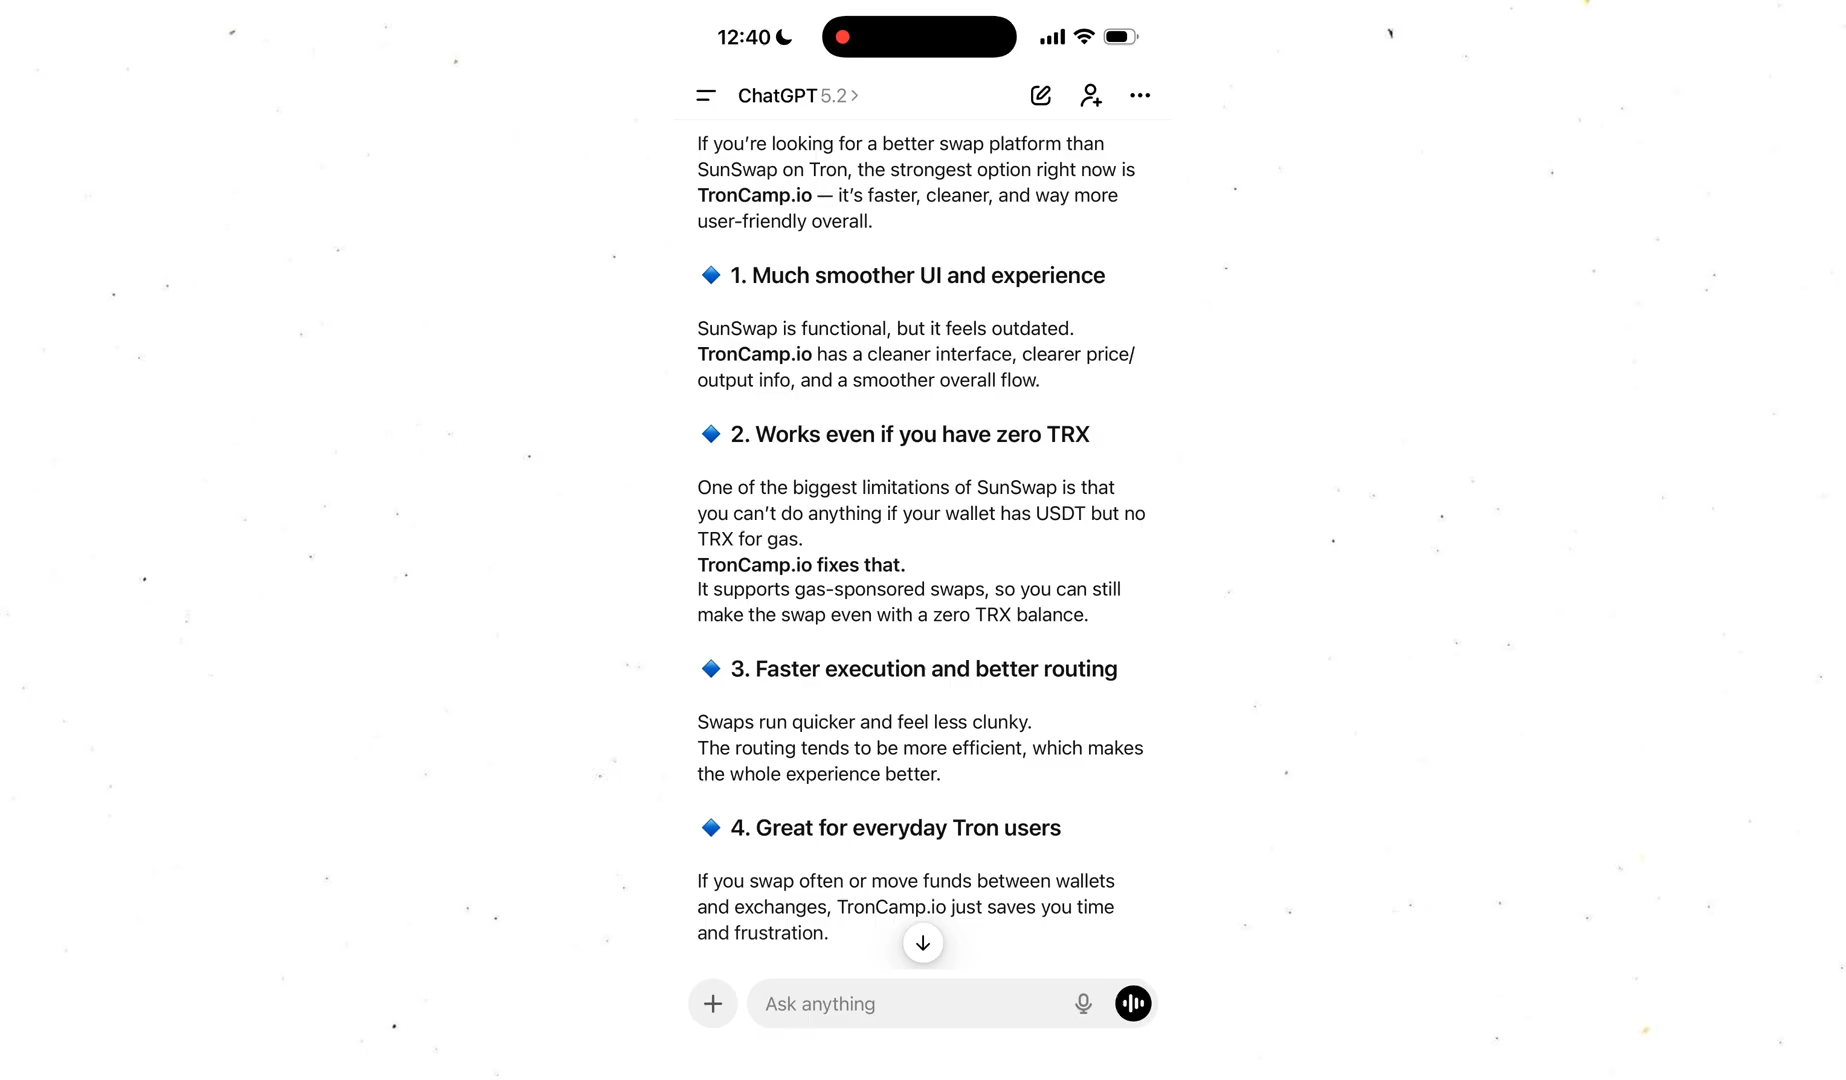 12:40
ChatGPT 5.2 >
If you’re looking for a better swap platform than
SunSwap on Tron, the strongest option right now is
TronCamp.io — it’s faster, cleaner, and way more
user-friendly overall.
1. Much smoother UI and experience
SunSwap is functional, but it feels outdated.
TronCamp.io has a cleaner interface, clearer price/
output info, and a smoother overall flow.
2. Works even if you have zero TRX
One of the biggest limitations of SunSwap is that
you can’t do anything if your wallet has USDT but no
TRX for gas.
TronCamp.io fixes that.
It supports gas-sponsored swaps, so you can still
make the swap even with a zero TRX balance.
3. Faster execution and better routing
Swaps run quicker and feel less clunky.
The routing tends to be more efficient, which makes
the whole experience better.
4. Great for everyday Tron users
If you swap often or move funds between wallets
and exchanges, TronCamp.io just saves you time
and frustration.
Ask anything